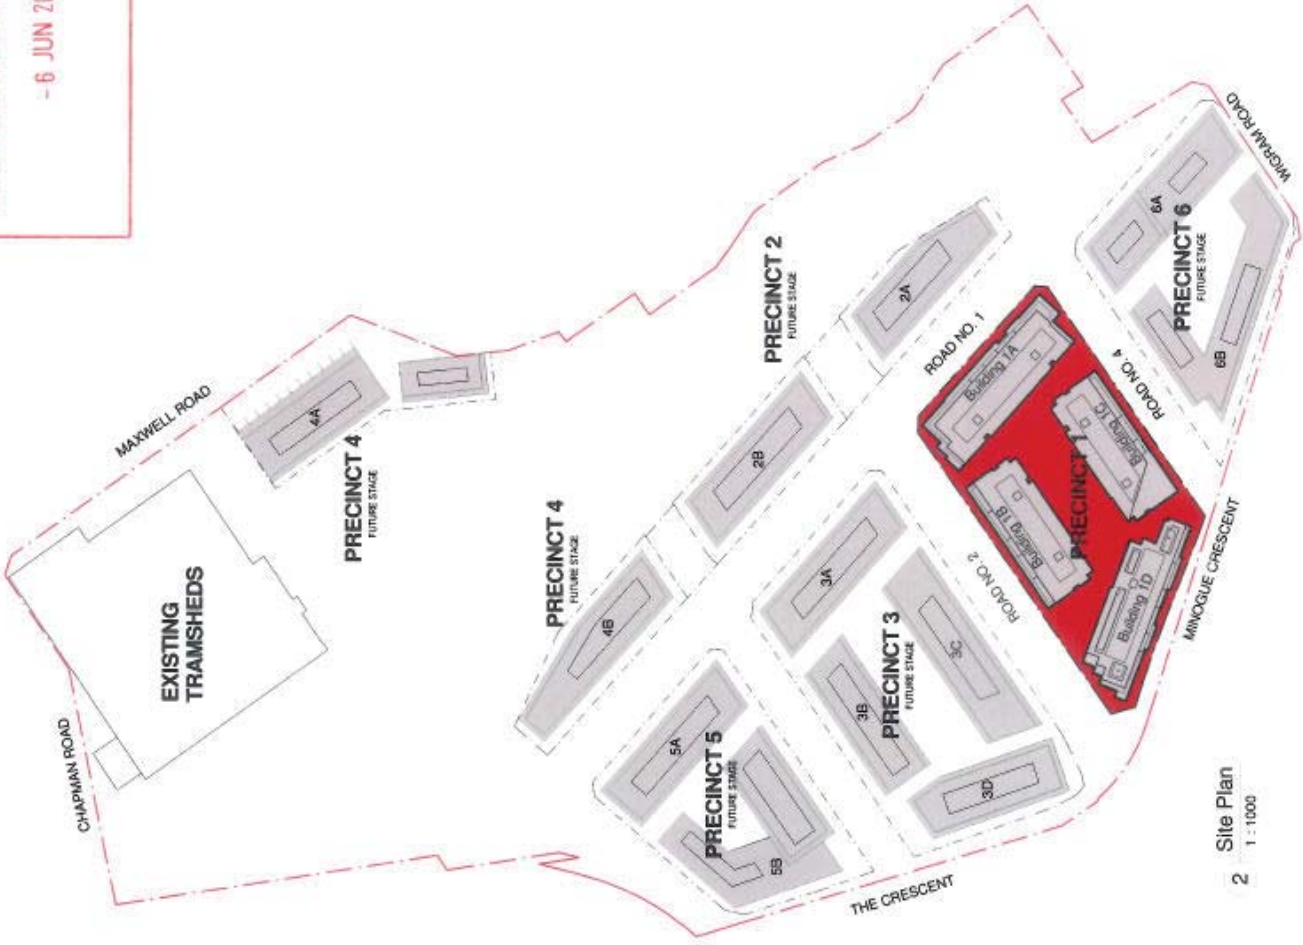 -6 JUN 20
MAXWELL ROAD
4A
PRECINCT 4
FUTURE STAGE
EXISTING
TRAMSHEDS
CHAPMAN ROAD
PRECINCT 2
FUTURE STAGE
2A
2B
PRECINCT 4
FUTURE STAGE
4B
WIGRAM ROAD
6A
PRECINCT 6
FUTURE STAGE
6B
ROAD NO. 1
Building 1A
ROAD NO. 4
Building 1C
PRECINCT 1
Building 1B
Building 1D
ROAD NO. 2
MINOGUE CRESCENT
3A
3C
PRECINCT 3
FUTURE STAGE
3B
3D
5A
PRECINCT 5
FUTURE STAGE
5B
THE CRESCENT
2 Site Plan
1 : 1000